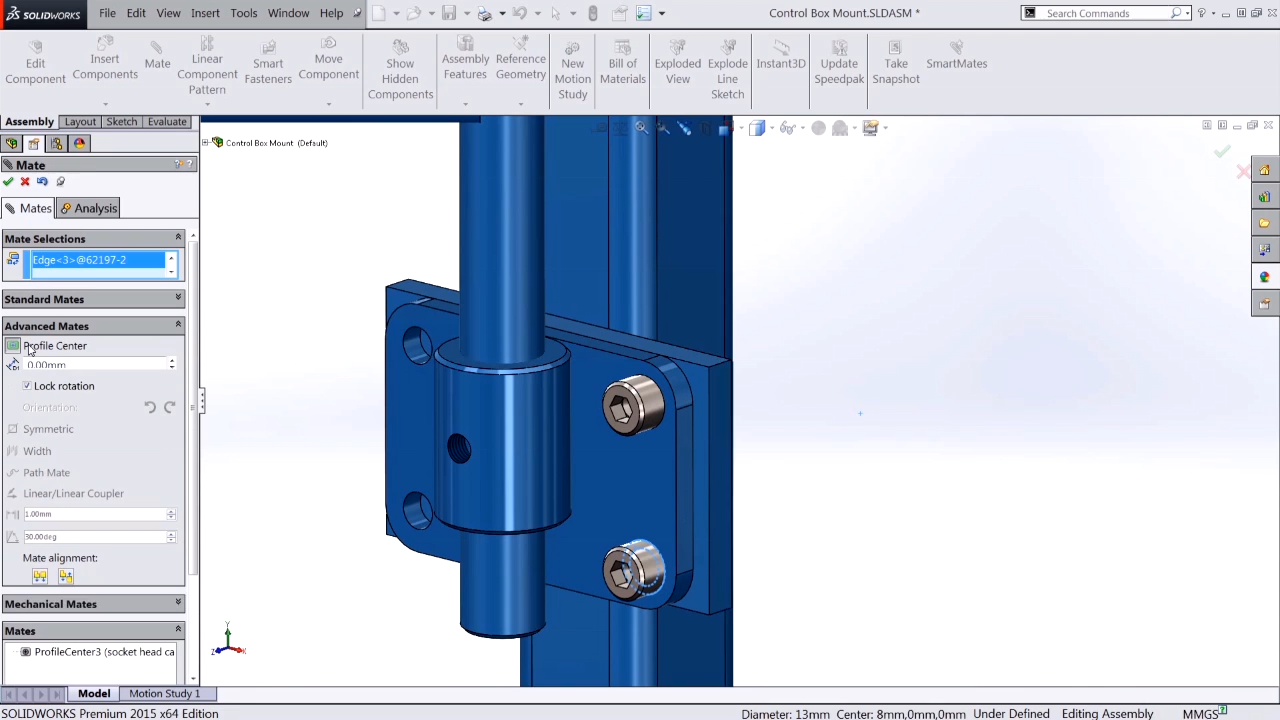 SOLIDWORKS File Edit View Insert Tools Window Help Control Box Mount.SLDASM * Search Commands ?
Edit Component
Insert Components
Mate
Linear Component Pattern
Smart Fasteners
Move Component
Show Hidden Components
Assembly Features
Reference Geometry
New Motion Study
Bill of Materials
Exploded View
Explode Line Sketch
Instant3D
Update Speedpak
Take Snapshot
SmartMates
Assembly Layout Sketch Evaluate
Control Box Mount (Default)
Mate
Mates Analysis
Mate Selections
Edge<3>@62197-2
Standard Mates
Advanced Mates
Profile Center
0.00mm
Lock rotation
Orientation:
Symmetric
Width
Path Mate
Linear/Linear Coupler
1.00mm
30.00deg
Mate alignment:
Mechanical Mates
Mates
ProfileCenter3 (socket head ca
Y
Z X
Model Motion Study 1
SOLIDWORKS Premium 2015 x64 Edition Diameter: 13mm Center: 8mm,0mm,0mm Under Defined Editing Assembly MMGS ?